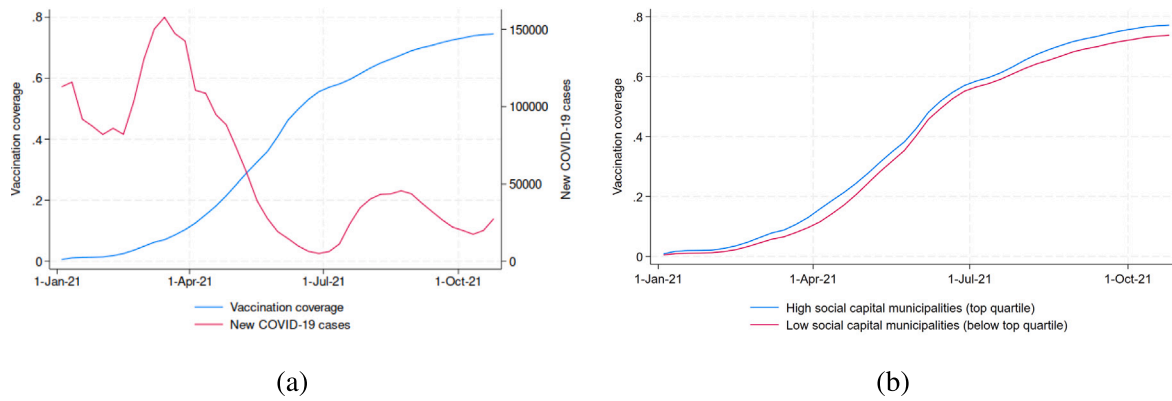 .8
.6
.4
.2
0
Vaccination coverage
150000
100000
50000
0
New COVID-19 cases
1-Jan-21
1-Apr-21
1-Jul-21
1-Oct-21
Vaccination coverage
New COVID-19 cases
(a)
.8
.6
.4
.2
0
Vaccination coverage
1-Jan-21
1-Apr-21
1-Jul-21
1-Oct-21
High social capital municipalities (top quartile)
Low social capital municipalities (below top quartile)
(b)